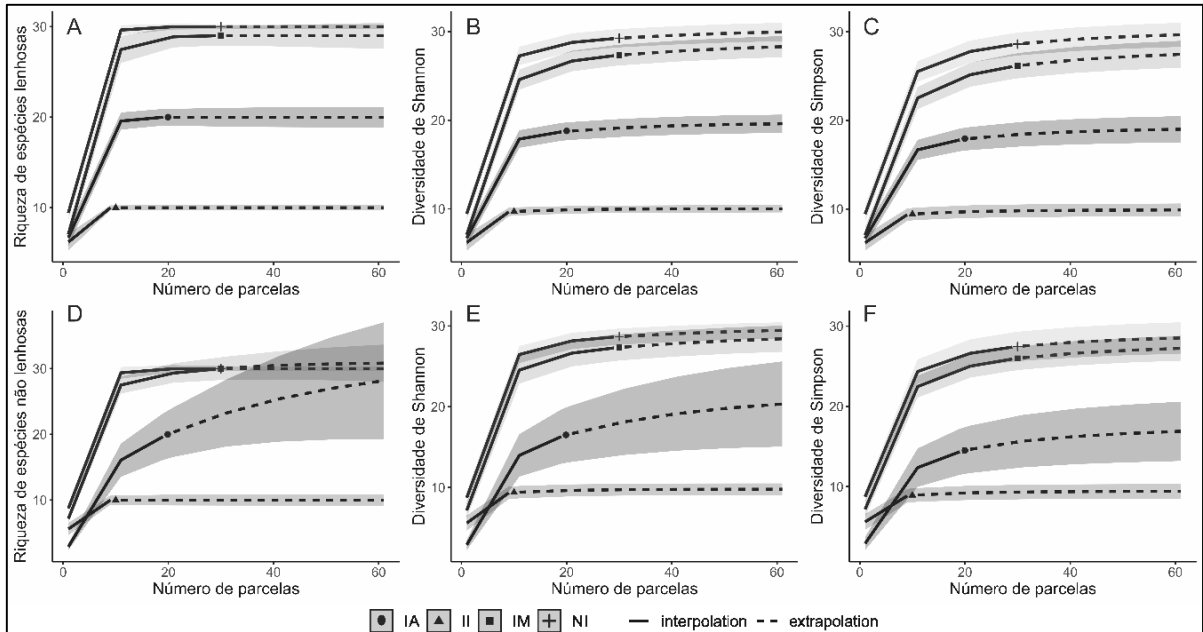 A
B
C
Riqueza de espécies lenhosas
30
20
10
0
20
40
60
Número de parcelas
Diversidade de Shannon
30
20
10
0
20
40
60
Número de parcelas
Diversidade de Simpson
30
20
10
0
20
40
60
Número de parcelas
D
E
F
Riqueza de espécies não lenhosas
30
20
10
0
20
40
60
Número de parcelas
Diversidade de Shannon
30
20
10
0
20
40
60
Número de parcelas
Diversidade de Simpson
30
20
10
0
20
40
60
Número de parcelas
IA II IM NI interpolation extrapolation